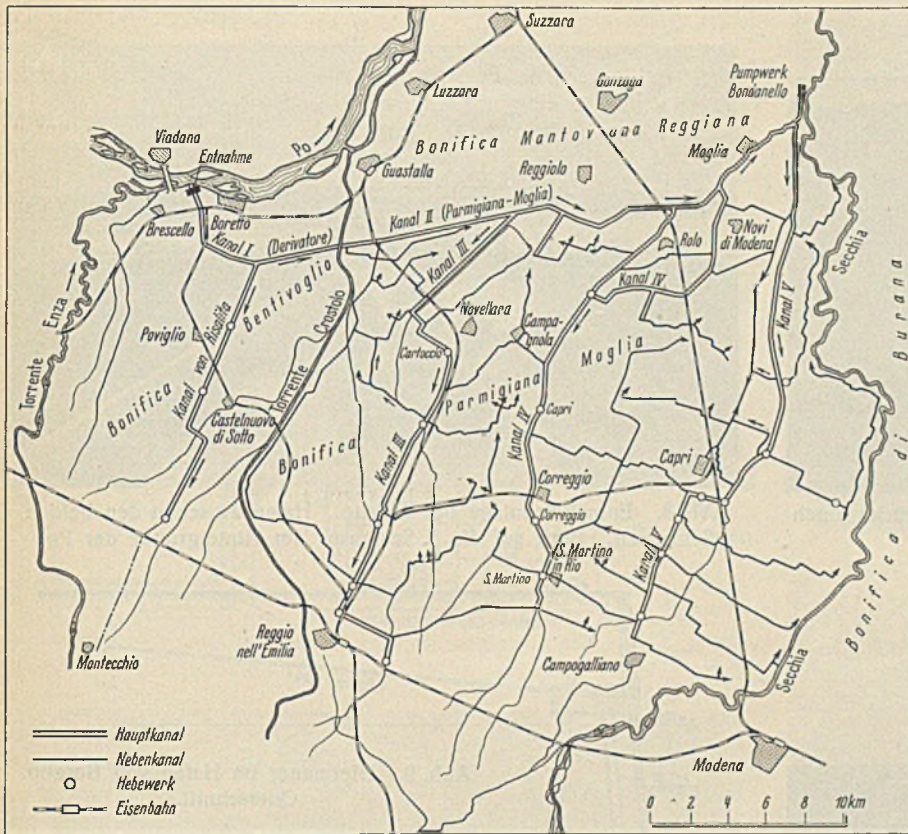 Suzzara
Luzzara
Gonzaga
Pumpwerk
Bondanello
Viadana
Entnahme
Po
Bonifica Mantovana Reggiana
Guastalla
Reggiolo
Moglia
Boretto
Brescello
Kanal I
(Derivatore)
Kanal II (Parmigiana-Moglia)
Kanal III
Rolo
Novi
di Modena
Secchia
Torrente Enza
Bonifica Bentivoglio
Poviglio
Kanal von Risalita
Castelnuovo
di Sotto
Torrente Crostolo
Novellara
Campa-
gnola
Kanal IV
Kanal V
Cartoccio
Bonifica Parmigiana Moglia
Capri
Kanal IV
Kanal III
Capri
Correggio
Correggio
S. Martino
in Rio
S. Martino
Kanal V
Bonifica di Burana
Secchia
Montecchio
Reggio
nell'Emilia
Campogalliano
Modena
Hauptkanal
Nebenkanal
Hebewerk
Eisenbahn
0 2 4 6 8 10km